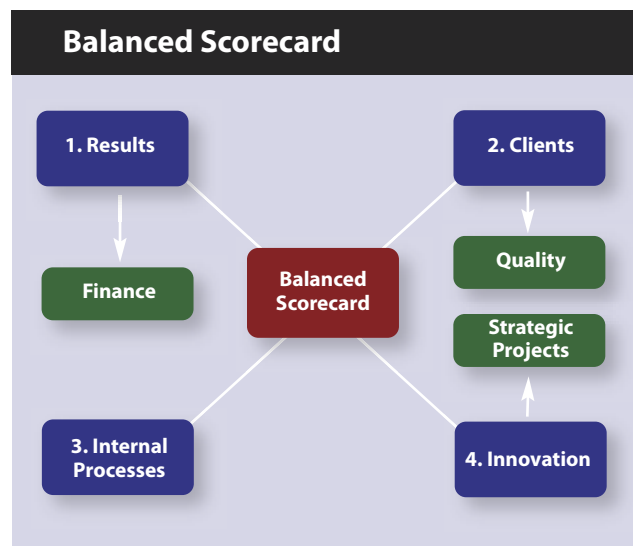 Balanced Scorecard
1. Results
2. Clients
Finance
Balanced
Scorecard
Quality
Strategic
Projects
3. Internal
Processes
4. Innovation